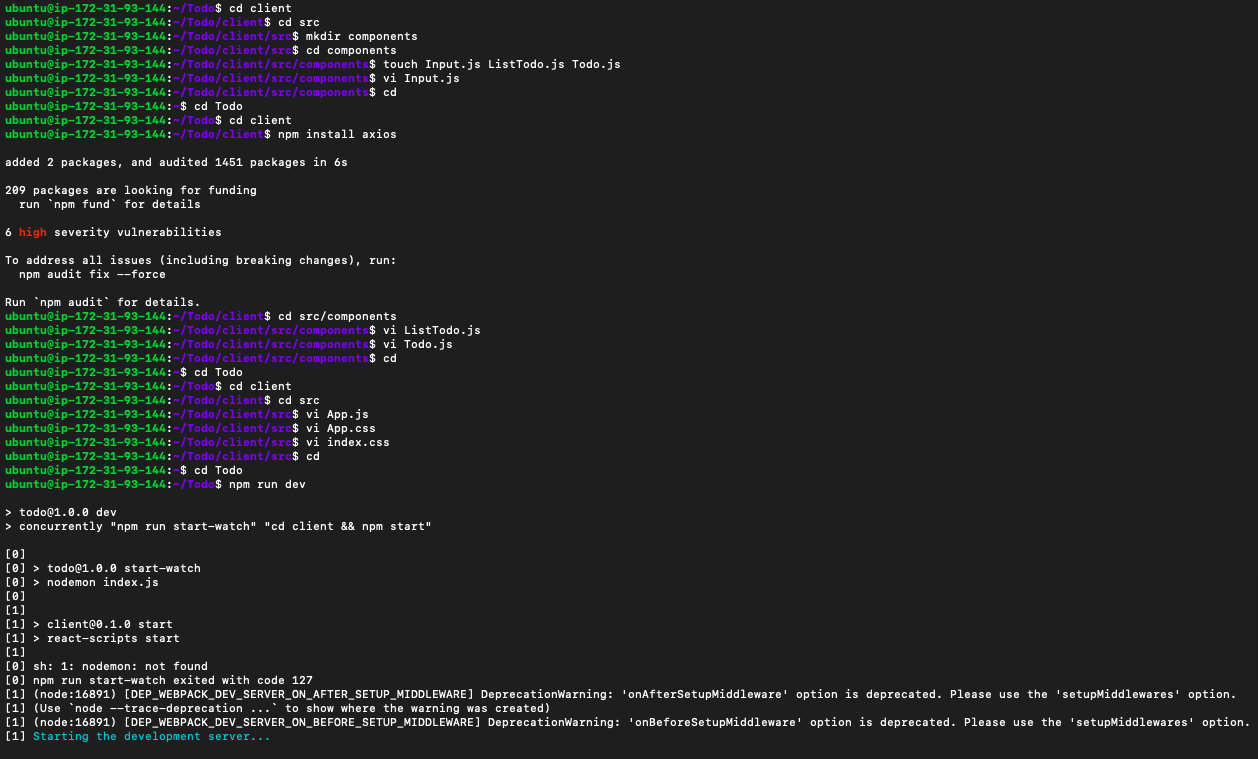 ubuntu@ip-172-31-93-144:~/Todo$ cd client
ubuntu@ip-172-31-93-144:~/Todo/client$ cd src
ubuntu@ip-172-31-93-144:~/Todo/client/src$ mkdir components
ubuntu@ip-172-31-93-144:~/Todo/client/src$ cd components
ubuntu@ip-172-31-93-144:~/Todo/client/src/components$ touch Input.js ListTodo.js Todo.js
ubuntu@ip-172-31-93-144:~/Todo/client/src/components$ vi Input.js
ubuntu@ip-172-31-93-144:~/Todo/client/src/components$ cd
ubuntu@ip-172-31-93-144:~$ cd Todo
ubuntu@ip-172-31-93-144:~/Todo$ cd client
ubuntu@ip-172-31-93-144:~/Todo/client$ npm install axios
added 2 packages, and audited 1451 packages in 6s
209 packages are looking for funding
  run `npm fund` for details
6 high severity vulnerabilities
To address all issues (including breaking changes), run:
  npm audit fix --force
Run `npm audit` for details.
ubuntu@ip-172-31-93-144:~/Todo/client$ cd src/components
ubuntu@ip-172-31-93-144:~/Todo/client/src/components$ vi ListTodo.js
ubuntu@ip-172-31-93-144:~/Todo/client/src/components$ vi Todo.js
ubuntu@ip-172-31-93-144:~/Todo/client/src/components$ cd
ubuntu@ip-172-31-93-144:~$ cd Todo
ubuntu@ip-172-31-93-144:~/Todo$ cd client
ubuntu@ip-172-31-93-144:~/Todo/client$ cd src
ubuntu@ip-172-31-93-144:~/Todo/client/src$ vi App.js
ubuntu@ip-172-31-93-144:~/Todo/client/src$ vi App.css
ubuntu@ip-172-31-93-144:~/Todo/client/src$ vi index.css
ubuntu@ip-172-31-93-144:~/Todo/client/src$ cd
ubuntu@ip-172-31-93-144:~$ cd Todo
ubuntu@ip-172-31-93-144:~/Todo$ npm run dev
> todo@1.0.0 dev
> concurrently "npm run start-watch" "cd client && npm start"
[0]
[0] > todo@1.0.0 start-watch
[0] > nodemon index.js
[0]
[1]
[1] > client@0.1.0 start
[1] > react-scripts start
[1]
[0] sh: 1: nodemon: not found
[0] npm run start-watch exited with code 127
[1] (node:16891) [DEP_WEBPACK_DEV_SERVER_ON_AFTER_SETUP_MIDDLEWARE] DeprecationWarning: 'onAfterSetupMiddleware' option is deprecated. Please use the 'setupMiddlewares' option.
[1] (Use `node --trace-deprecation ...` to show where the warning was created)
[1] (node:16891) [DEP_WEBPACK_DEV_SERVER_ON_BEFORE_SETUP_MIDDLEWARE] DeprecationWarning: 'onBeforeSetupMiddleware' option is deprecated. Please use the 'setupMiddlewares' option.
[1] Starting the development server...